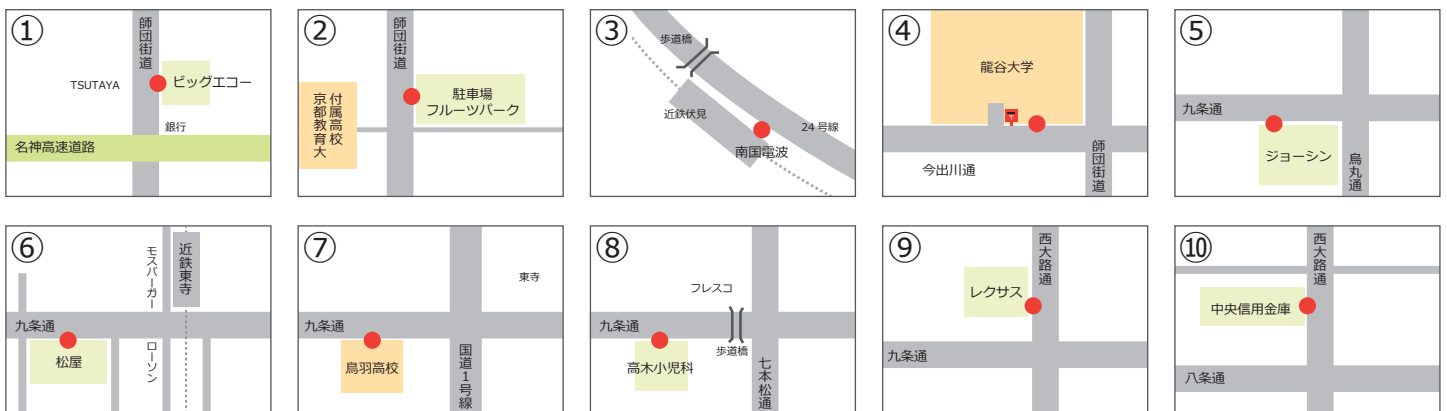 ①
師団街道
TSUTAYA
ビッグエコー
銀行
名神高速道路
②
師団街道
駐車場
フルーツパーク
付属高校
京都教育大
③
歩道橋
近鉄伏見
24号線
南国電波
④
龍谷大学
今出川通
師団街道
⑤
九条通
ジョーシン
烏丸通
⑥
モスバーガー
近鉄東寺
九条通
松屋
ローソン
⑦
東寺
九条通
鳥羽高校
国道1号線
⑧
フレスコ
九条通
歩道橋
高木小児科
七本松通
⑨
西大路通
レクサス
九条通
⑩
西大路通
中央信用金庫
八条通